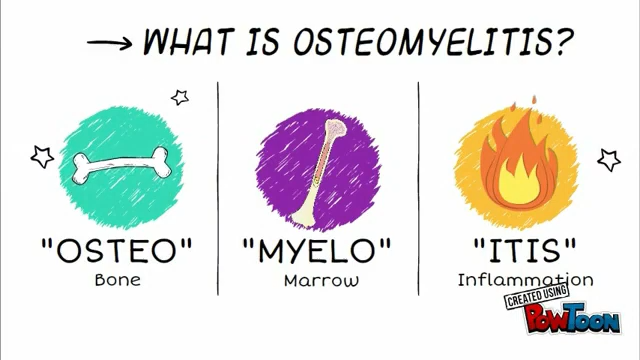 WHAT IS OSTEOMYELITIS?
"OSTEO"
Bone
"MYELO"
Marrow
"ITIS"
Inflammation
CREATED USING
POWTOON